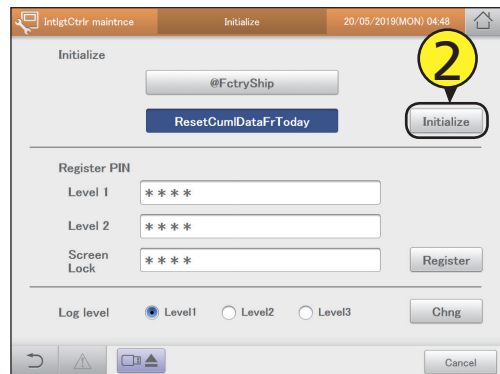 IntlgtCtrlr maintnce Initialize 20/05/2019(MON) 04:48
Initialize
2
@FctryShip
ResetCumlDataFrToday Initialize
Register PIN
Level 1 ****
Level 2 ****
Screen Lock **** Register
Log level Level1 Level2 Level3 Chng
Cancel